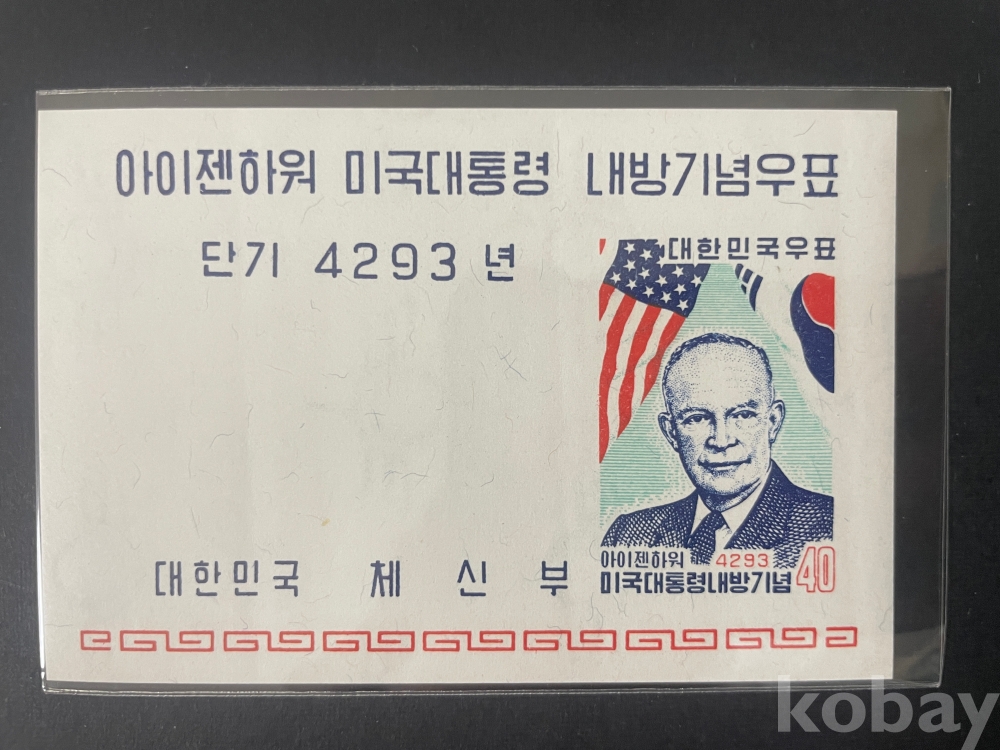 아이젠하워 미국대통령 내방기념우표
단기 4293 년
대한민국우표
아이젠하워 4293
미국대통령내방기념 40
대한민국 체 신 부
kobay